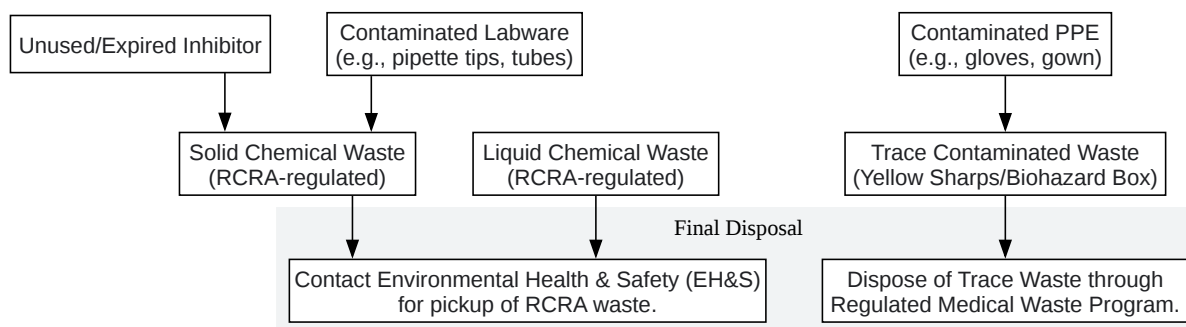 Unused/Expired Inhibitor
Contaminated Labware
(e.g., pipette tips, tubes)
Contaminated PPE
(e.g., gloves, gown)
Solid Chemical Waste
(RCRA-regulated)
Liquid Chemical Waste
(RCRA-regulated)
Trace Contaminated Waste
(Yellow Sharps/Biohazard Box)
Final Disposal
Contact Environmental Health & Safety (EH&S)
for pickup of RCRA waste.
Dispose of Trace Waste through
Regulated Medical Waste Program.